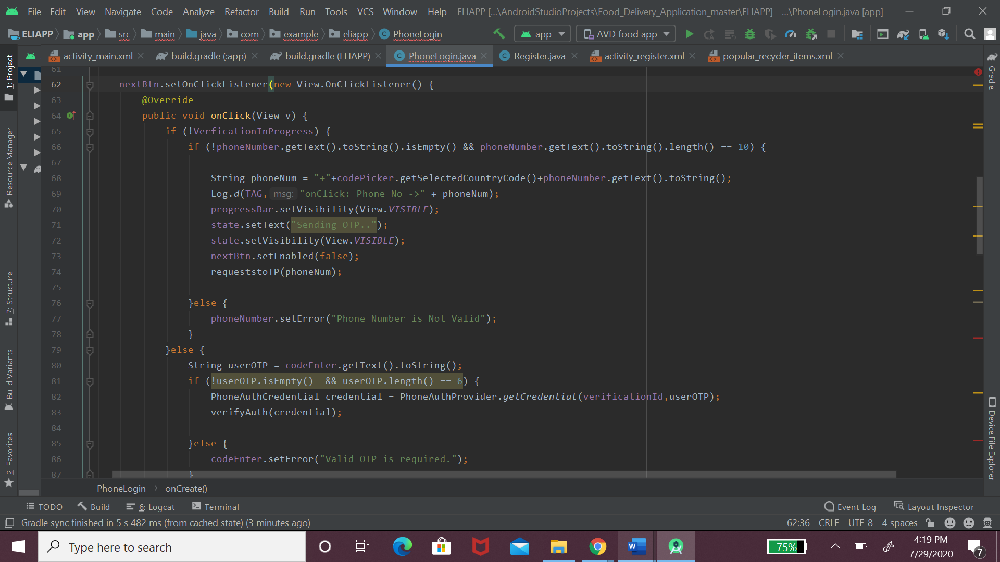 File Edit View Navigate Code Analyze Refactor Build Run Tools VCS Window Help ELIAPP [...\AndroidStudioProjects\Food_Delivery_Application_master\ELIAPP] - ...\PhoneLogin.java [app]
ELIAPP app src main java com example eliapp PhoneLogin app AVD food app
activity_main.xml build.gradle (:app) build.gradle (ELIAPP) PhoneLogin.java Register.java activity_register.xml popular_recycler_items.xml
1: Project
Resource Manager
7: Structure
Build Variants
2: Favorites
Gradle
Device File Explorer
61
62 nextBtn.setOnClickListener(new View.OnClickListener() {
63 @Override
64 public void onClick(View v) {
65 if (!VerficationInProgress) {
66 if (!phoneNumber.getText().toString().isEmpty() && phoneNumber.getText().toString().length() == 10) {
67
68 String phoneNum = "+"+codePicker.getSelectedCountryCode()+phoneNumber.getText().toString();
69 Log.d(TAG, msg: "onClick: Phone No ->" + phoneNum);
70 progressBar.setVisibility(View.VISIBLE);
71 state.setText("Sending OTP..");
72 state.setVisibility(View.VISIBLE);
73 nextBtn.setEnabled(false);
74 requeststoTP(phoneNum);
75
76 }else {
77 phoneNumber.setError("Phone Number is Not Valid");
78 }
79 }else {
80 String userOTP = codeEnter.getText().toString();
81 if (!userOTP.isEmpty()  && userOTP.length() == 6) {
82 PhoneAuthCredential credential = PhoneAuthProvider.getCredential(verificationId,userOTP);
83 verifyAuth(credential);
84
85 }else {
86 codeEnter.setError("Valid OTP is required.");
87 }
PhoneLogin onCreate()
TODO Build 6: Logcat Terminal Event Log Layout Inspector
Gradle sync finished in 5 s 482 ms (from cached state) (3 minutes ago) 62:36 CRLF UTF-8 4 spaces
Type here to search
75%
4:19 PM
7/29/2020
7